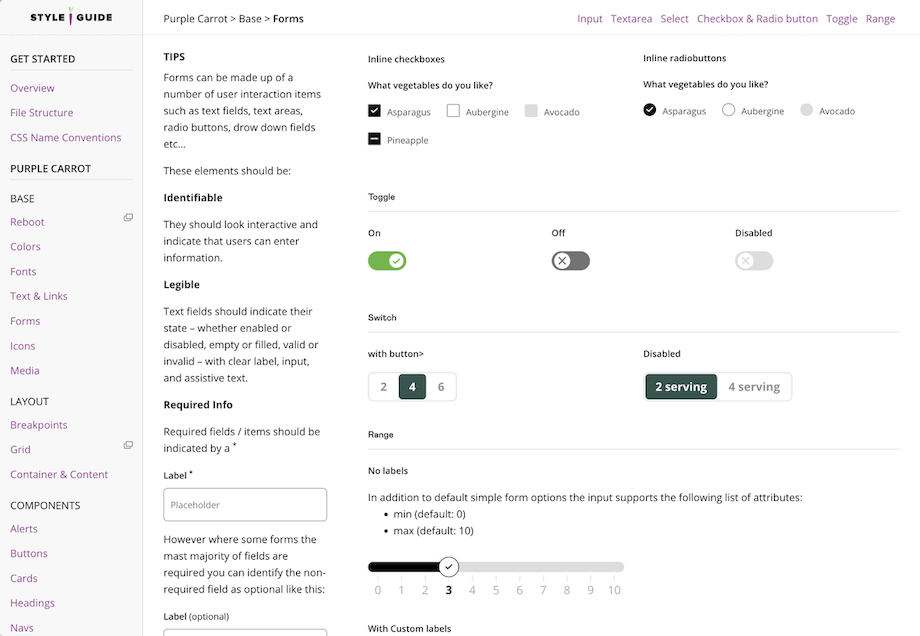 STYLE GUIDE
GET STARTED
Overview
File Structure
CSS Name Conventions
PURPLE CARROT
BASE
Reboot
Colors
Fonts
Text & Links
Forms
Icons
Media
LAYOUT
Breakpoints
Grid
Container & Content
COMPONENTS
Alerts
Buttons
Cards
Headings
Navs
Purple Carrot > Base > Forms
Input Textarea Select Checkbox & Radio button Toggle Range
TIPS
Forms can be made up of a
number of user interaction items
such as text fields, text areas,
radio buttons, drow down fields
etc...
These elements should be:
Identifiable
They should look interactive and
indicate that users can enter
information.
Legible
Text fields should indicate their
state – whether enabled or
disabled, empty or filled, valid or
invalid – with clear label, input,
and assistive text.
Required Info
Required fields / items should be
indicated by a *
Label *
Placeholder
However where some forms the
mast majority of fields are
required you can identify the non-
required field as optional like this:
Label (optional)
Inline checkboxes
What vegetables do you like?
Asparagus Aubergine Avocado
Pineapple
Inline radiobuttons
What vegetables do you like?
Asparagus Aubergine Avocado
Toggle
On Off Disabled
Switch
with button>
2 4 6
Disabled
2 serving 4 serving
Range
No labels
In addition to default simple form options the input supports the following list of attributes:
• min (default: 0)
• max (default: 10)
0 1 2 3 4 5 6 7 8 9 10
With Custom labels